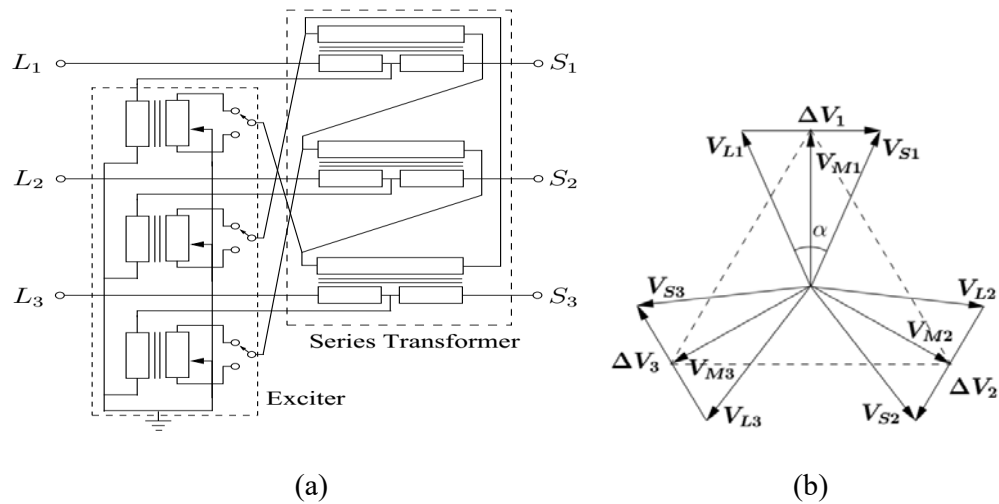 L1
S1
L2
S2
L3
S3
Series Transformer
Exciter
(a)
ΔV1
VL1
VM1
VS1
α
VS3
VL2
VM2
ΔV3
VM3
ΔV2
VL3
VS2
(b)